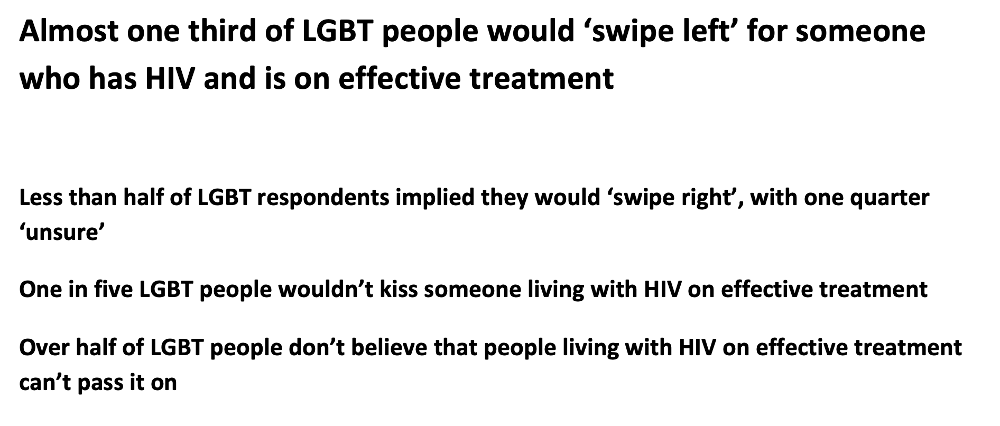 Almost one third of LGBT people would ‘swipe left’ for someone
who has HIV and is on effective treatment
Less than half of LGBT respondents implied they would ‘swipe right’, with one quarter
‘unsure’
One in five LGBT people wouldn’t kiss someone living with HIV on effective treatment
Over half of LGBT people don’t believe that people living with HIV on effective treatment
can’t pass it on